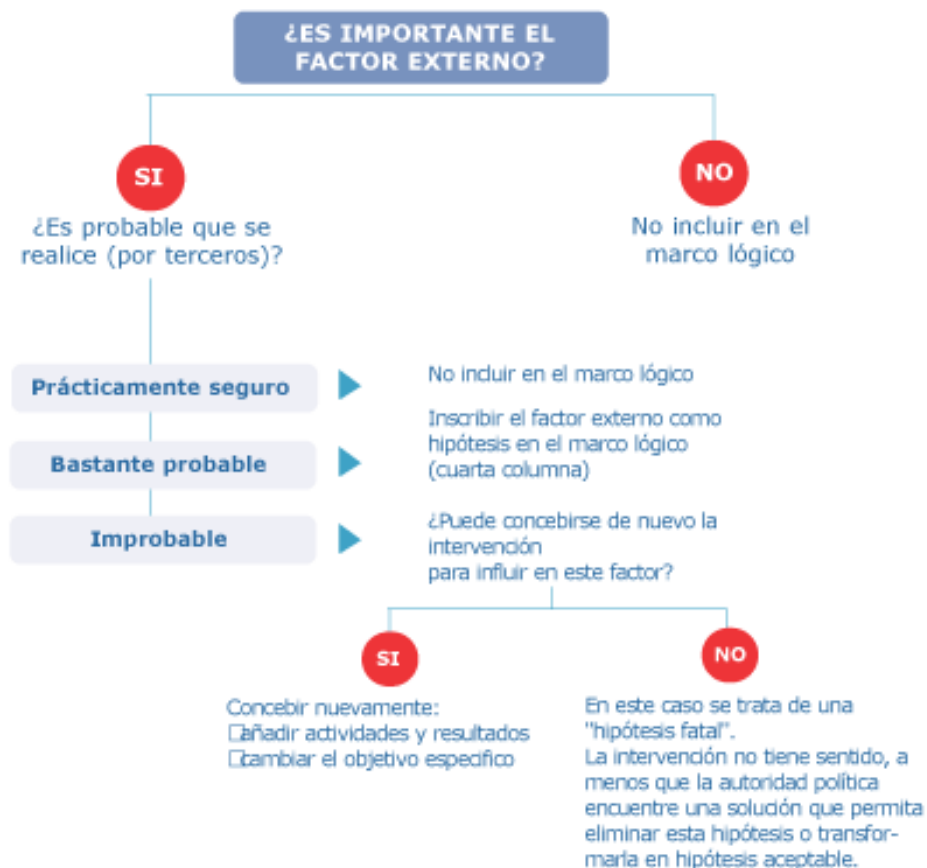 ¿ES IMPORTANTE EL
FACTOR EXTERNO?
SI
¿Es probable que se
realice (por terceros)?
NO
No incluir en el
marco lógico
Prácticamente seguro
No incluir en el marco lógico
Bastante probable
Inscribir el factor externo como
hipótesis en el marco lógico
(cuarta columna)
Improbable
¿Puede concebirse de nuevo la
intervención
para influir en este factor?
SI
Concebir nuevamente:
□añadir actividades y resultados
□cambiar el objetivo especifico
NO
En este caso se trata de una
"hipótesis fatal".
La intervención no tiene sentido, a
menos que la autoridad política
encuentre una solución que permita
eliminar esta hipótesis o transfor-
marla en hipótesis aceptable.